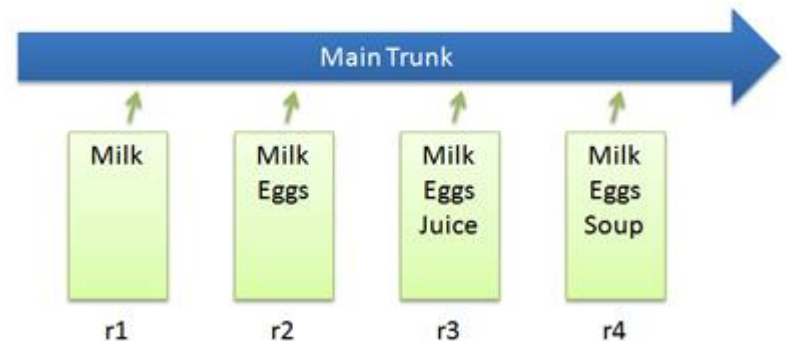 Main Trunk
Milk
Milk
Eggs
Milk
Eggs
Juice
Milk
Eggs
Soup
r1
r2
r3
r4